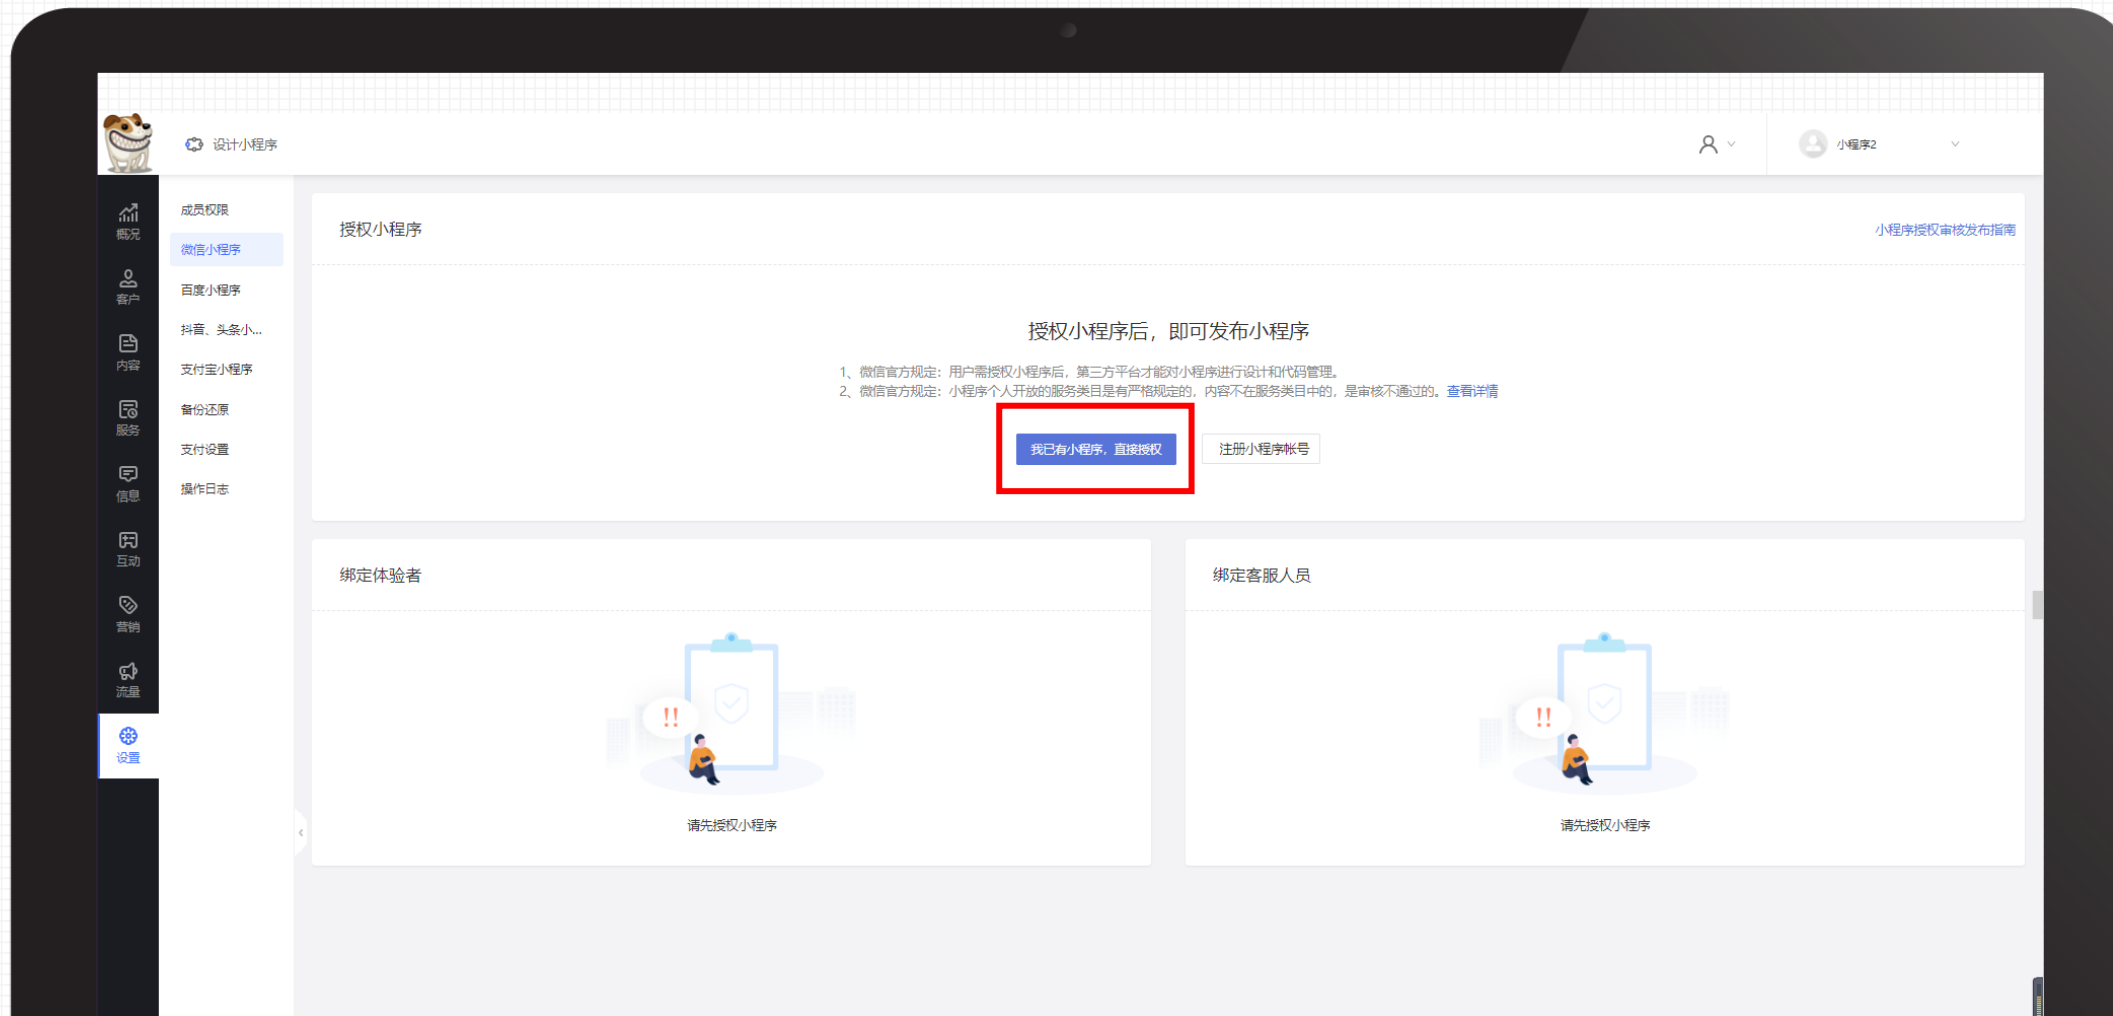 设计小程序
小程序2
概况
客户
内容
服务
信息
互动
营销
流量
设置
成员权限
微信小程序
百度小程序
抖音、头条小...
支付宝小程序
备份还原
支付设置
操作日志
授权小程序
小程序授权审核发布指南
授权小程序后，即可发布小程序
1、微信官方规定：用户需授权小程序后，第三方平台才能对小程序进行设计和代码管理。
2、微信官方规定：小程序个人开放的服务类目是有严格规定的，内容不在服务类目中的，是审核不通过的。查看详情
我已有小程序，直接授权
注册小程序帐号
绑定体验者
!!
请先授权小程序
绑定客服人员
!!
请先授权小程序